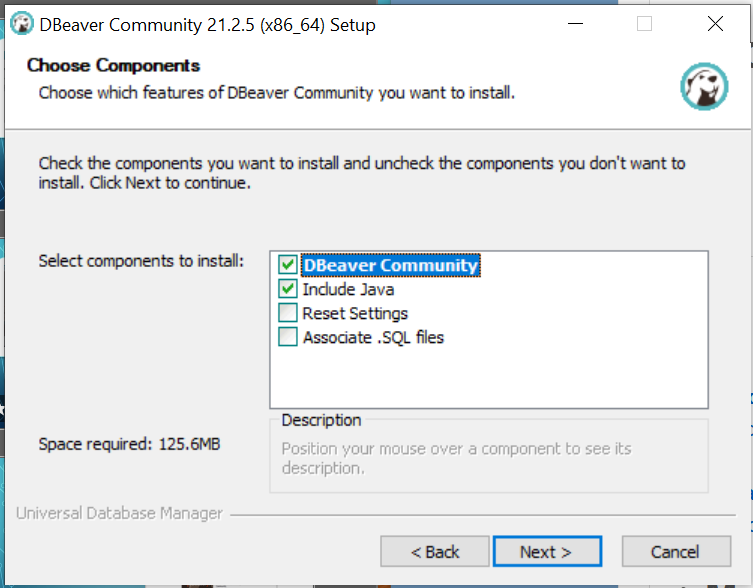 DBeaver Community 21.2.5 (x86_64) Setup
Choose Components
Choose which features of DBeaver Community you want to install.
Check the components you want to install and uncheck the components you don't want to
install. Click Next to continue.
Select components to install:
DBeaver Community
Include Java
Reset Settings
Associate .SQL files
Space required: 125.6MB
Description
Position your mouse over a component to see its
description.
Universal Database Manager
< Back
Next >
Cancel